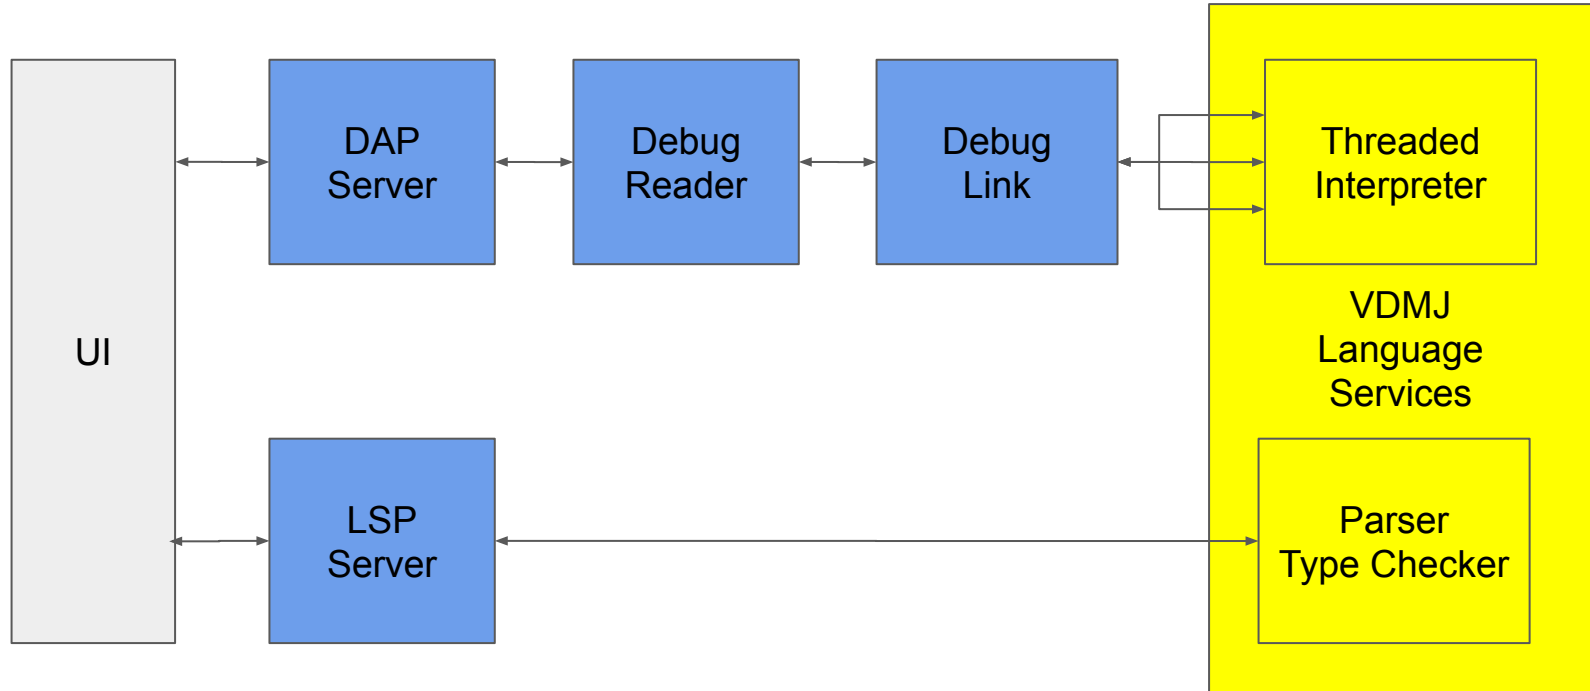 UI
DAP
Server
Debug
Reader
Debug
Link
Threaded
Interpreter
VDMJ
Language
Services
LSP
Server
Parser
Type Checker